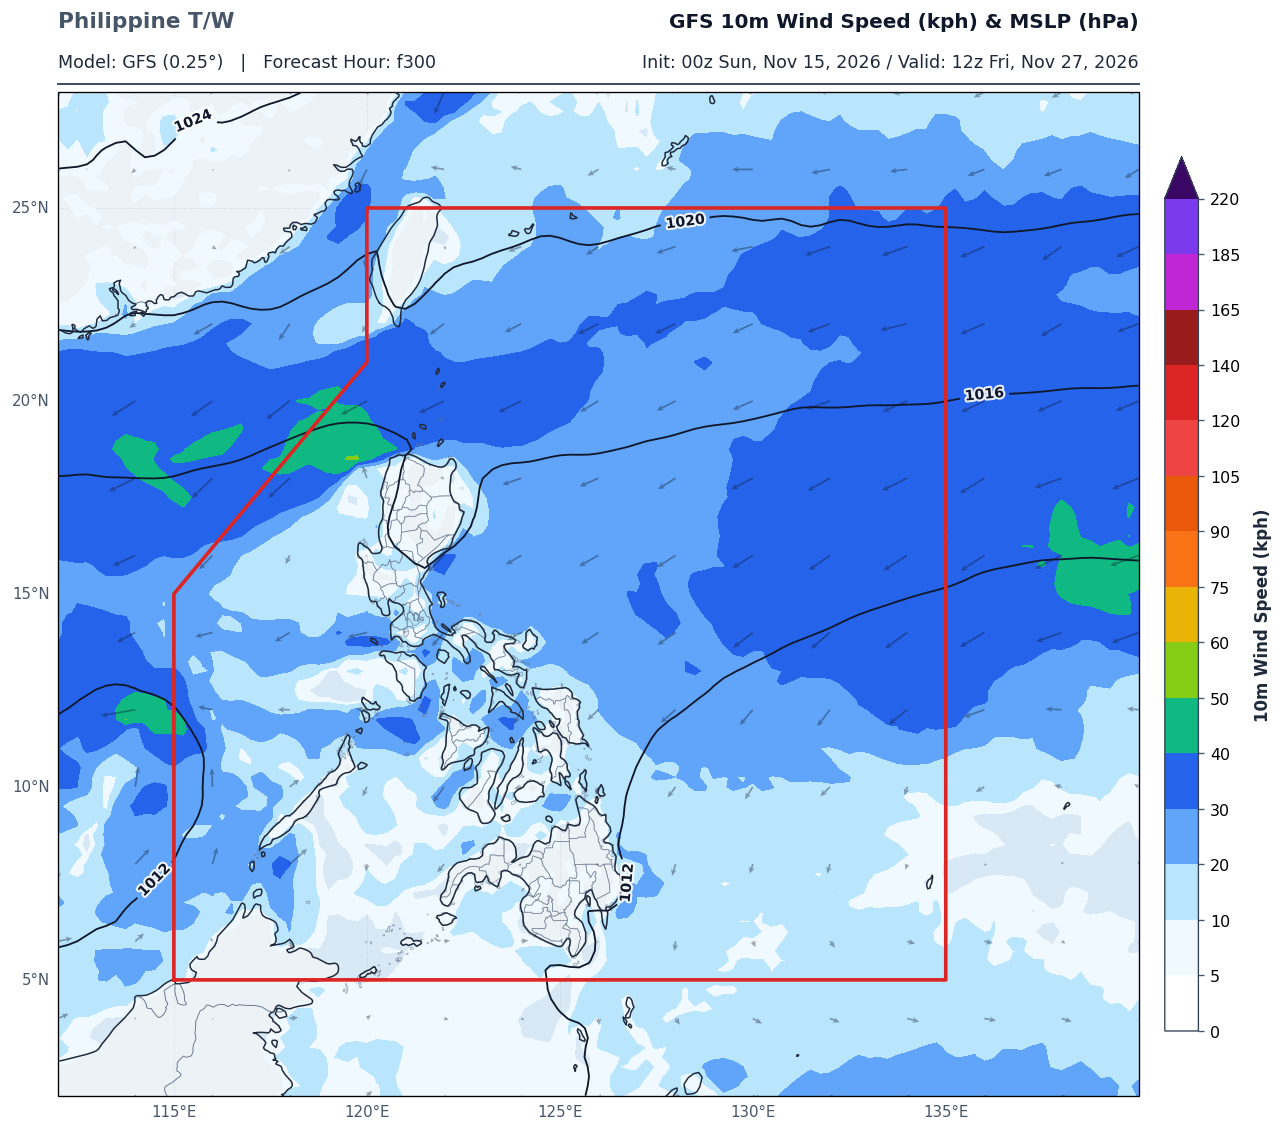 Philippine T/W
GFS 10m Wind Speed (kph) & MSLP (hPa)
Model: GFS (0.25°) | Forecast Hour: f300
Init: 00z Sun, Nov 15, 2026 / Valid: 12z Fri, Nov 27, 2026
1024
1020
1016
1012
1012
25°N
20°N
15°N
10°N
5°N
115°E
120°E
125°E
130°E
135°E
220
185
165
140
120
105
90
75
60
50
40
30
20
10
5
0
10m Wind Speed (kph)